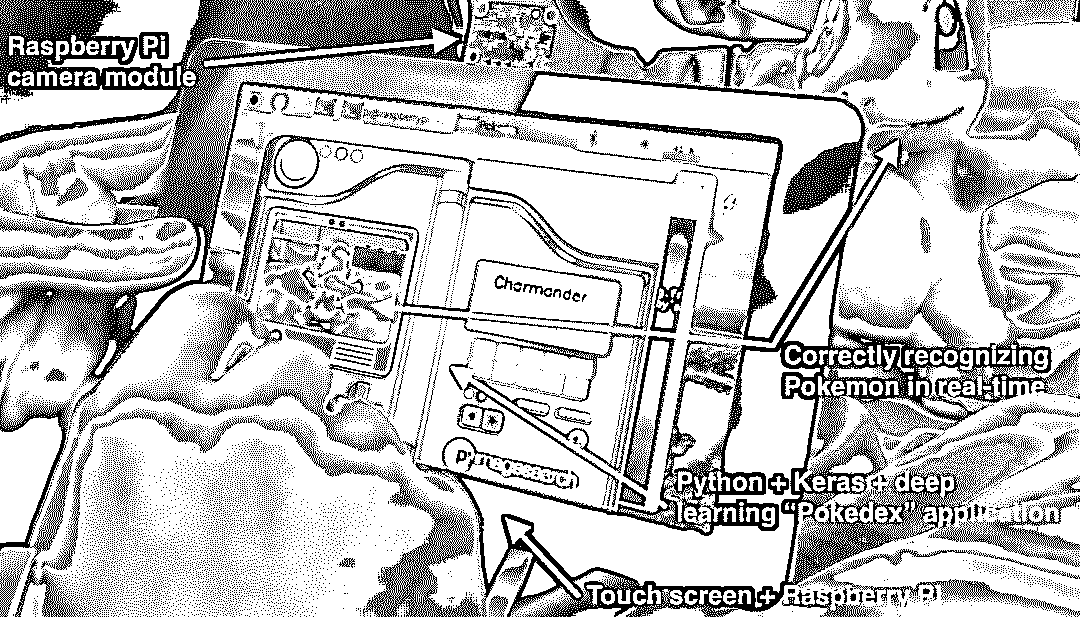 Raspberry Pi
camera module
Charmander
Correctly recognizing
Pokemon in real-time
pyimagesearch
Python + Keras + deep
learning “Pokedex” application
Touch screen + Raspberry Pi